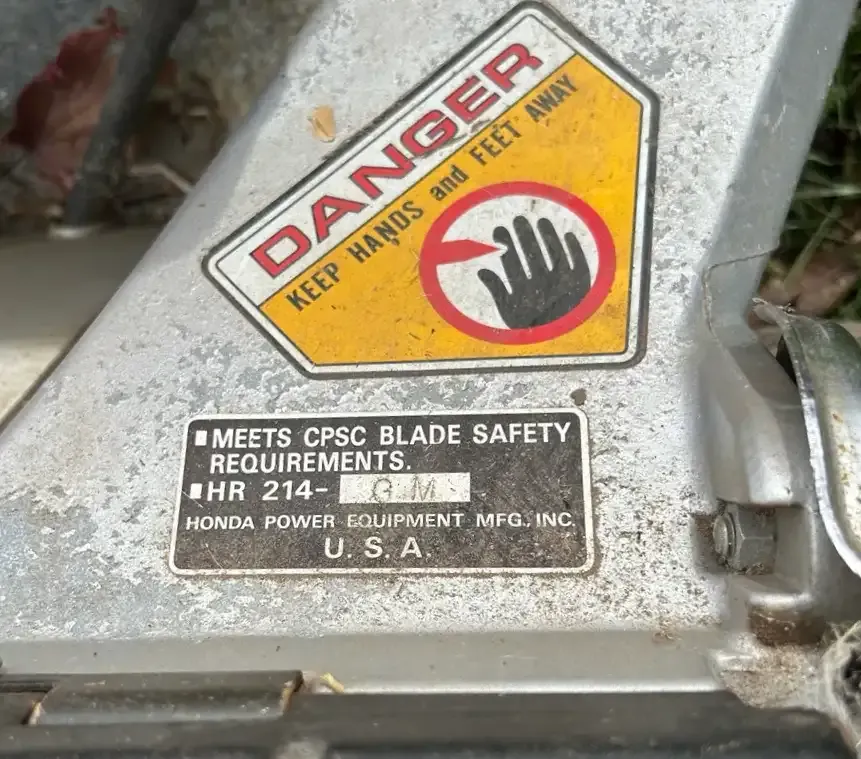 DANGER
KEEP HANDS and FEET AWAY
MEETS CPSC BLADE SAFETY
REQUIREMENTS.
HR 214-
HONDA POWER EQUIPMENT MFG., INC.
U. S. A.